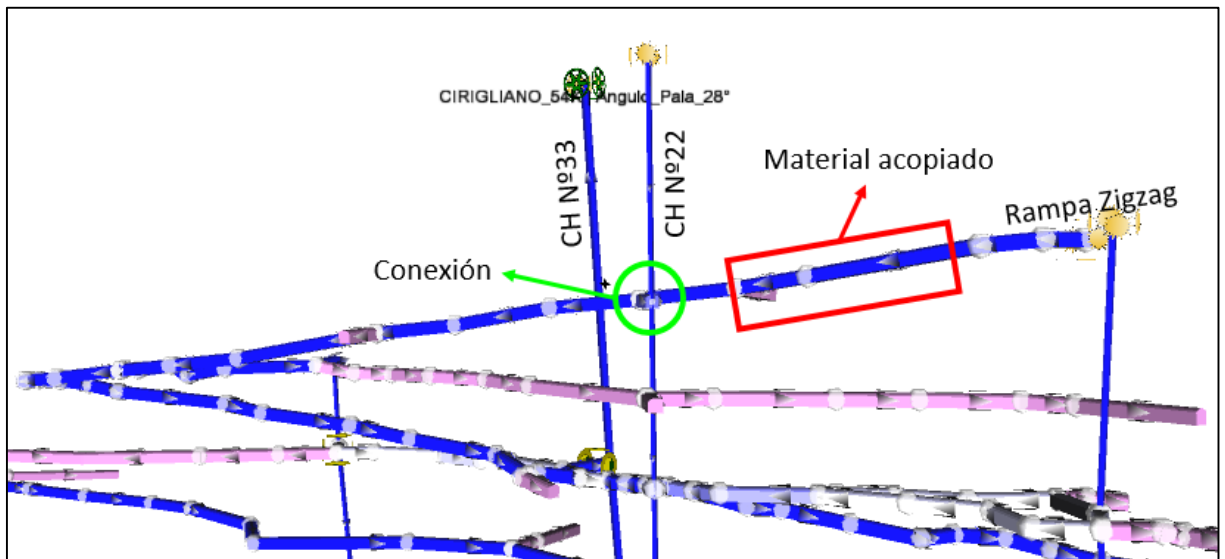 CIRIGLIANO_54 Angulo_Pala_28°
CH Nº33
CH Nº22
Material acopiado
Rampa Zigzag
Conexión